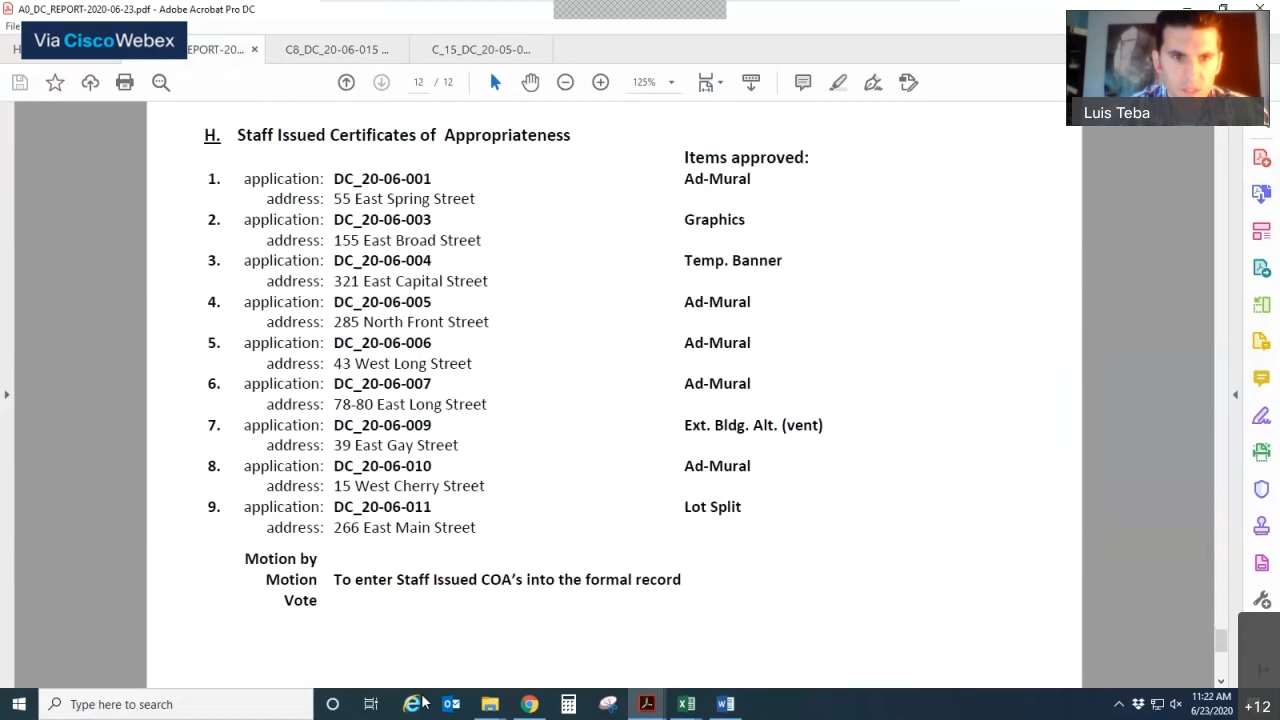 A0_DC_REPORT-2020-06-23.pdf - Adobe Acrobat Pro DC
Via CiscoWebex
EPORT-20...
C8_DC_20-06-015 ...
C_15_DC_20-05-0...
12 / 12
125%
Luis Teba
H. Staff Issued Certificates of Appropriateness
Items approved:
1. application: DC_20-06-001 Ad-Mural
address: 55 East Spring Street
2. application: DC_20-06-003 Graphics
address: 155 East Broad Street
3. application: DC_20-06-004 Temp. Banner
address: 321 East Capital Street
4. application: DC_20-06-005 Ad-Mural
address: 285 North Front Street
5. application: DC_20-06-006 Ad-Mural
address: 43 West Long Street
6. application: DC_20-06-007 Ad-Mural
address: 78-80 East Long Street
7. application: DC_20-06-009 Ext. Bldg. Alt. (vent)
address: 39 East Gay Street
8. application: DC_20-06-010 Ad-Mural
address: 15 West Cherry Street
9. application: DC_20-06-011 Lot Split
address: 266 East Main Street
Motion by
Motion To enter Staff Issued COA's into the formal record
Vote
Type here to search
11:22 AM
6/23/2020
+12